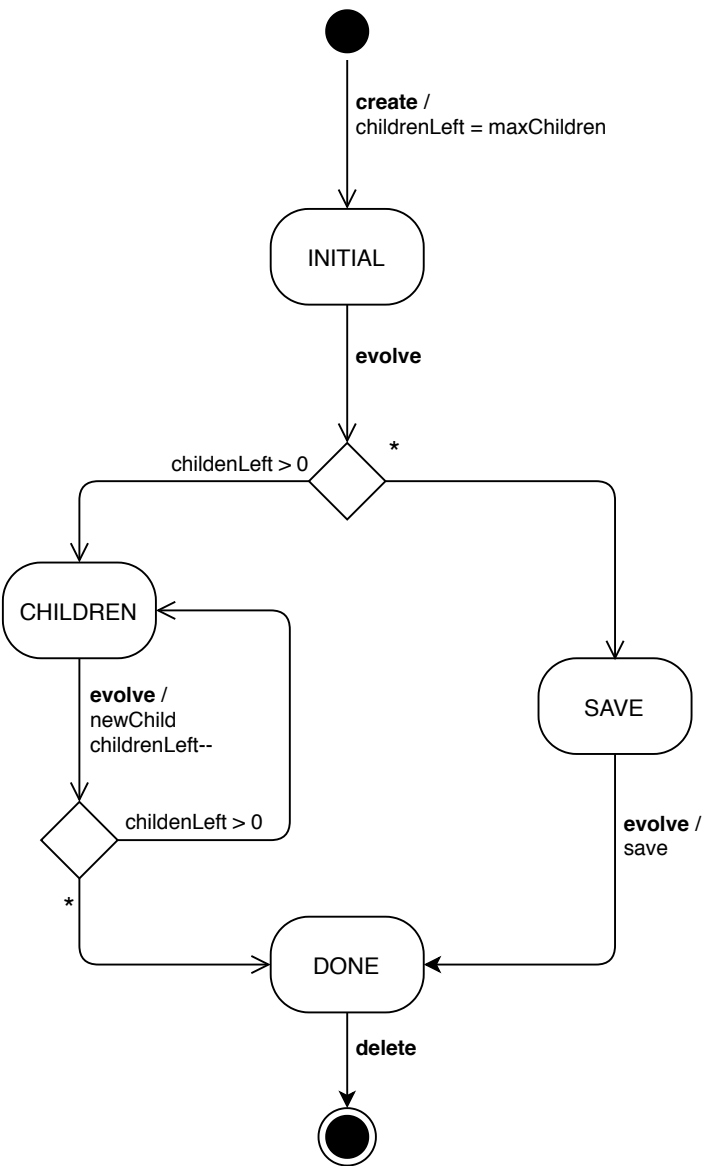 create /
childrenLeft = maxChildren
INITIAL
evolve
childenLeft > 0
*
CHILDREN
evolve /
newChild
childrenLeft--
SAVE
childenLeft > 0
evolve /
save
*
DONE
delete